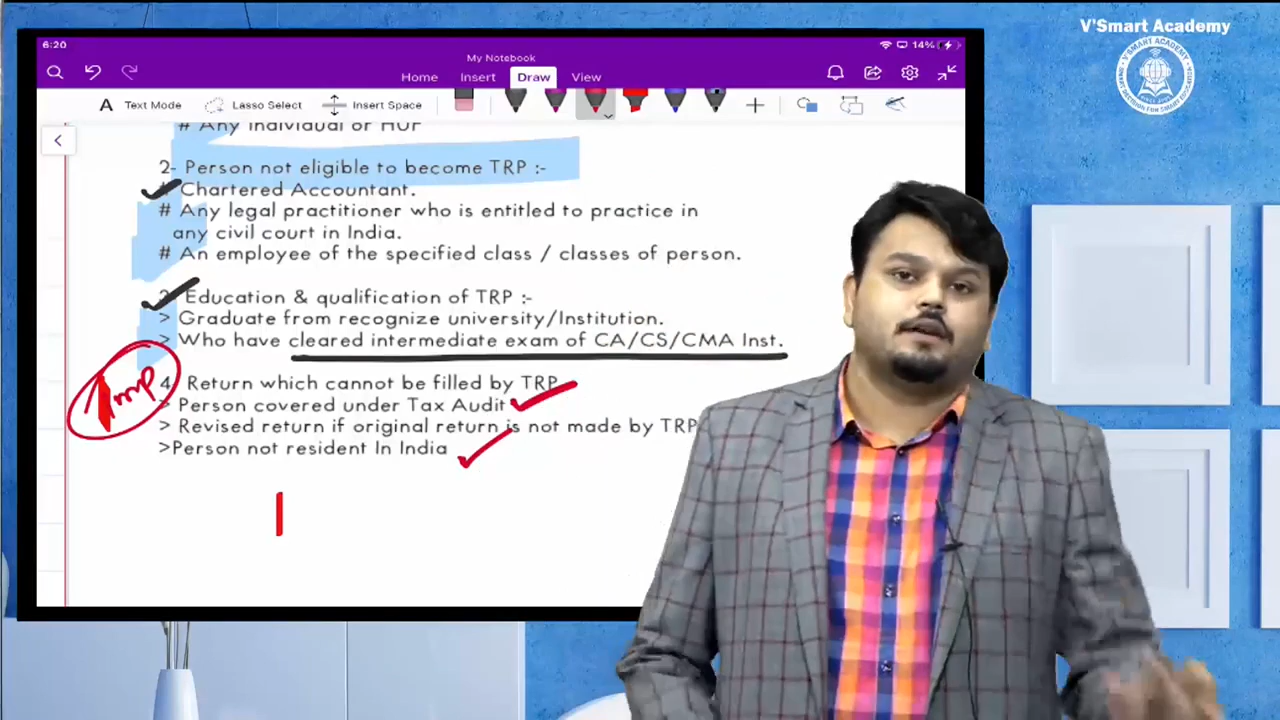 V'Smart Academy
6:20
14%
My Notebook
Home Insert Draw View
A Text Mode Lasso Select Insert Space
# Any Individual or HUF
2- Person not eligible to become TRP :-
# Chartered Accountant.
# Any legal practitioner who is entitled to practice in
any civil court in India.
# An employee of the specified class / classes of person.
Education & qualification of TRP :-
> Graduate from recognize university/Institution.
> Who have cleared intermediate exam of CA/CS/CMA Inst.
Imp
4 Return which cannot be filled by TRP
> Person covered under Tax Audit
> Revised return if original return is not made by TRP
>Person not resident In India